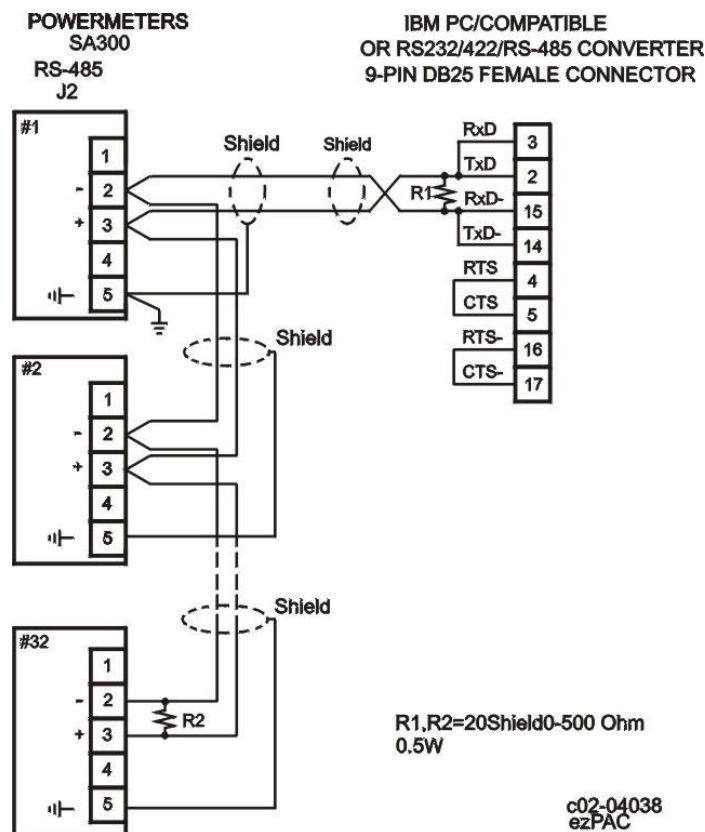 POWERMETERS
SA300
RS-485
J2
IBM PC/COMPATIBLE
OR RS232/422/RS-485 CONVERTER
9-PIN DB25 FEMALE CONNECTOR
#1
1
- 2
+ 3
4
5
Shield
Shield
R1
RxD 3
TxD 2
RxD- 15
TxD- 14
RTS 4
CTS 5
RTS- 16
CTS- 17
Shield
#2
1
- 2
+ 3
4
5
Shield
#32
1
- 2
+ 3
4
5
R2
R1,R2=20Shield0-500 Ohm
0.5W
c02-04038
ezPAC